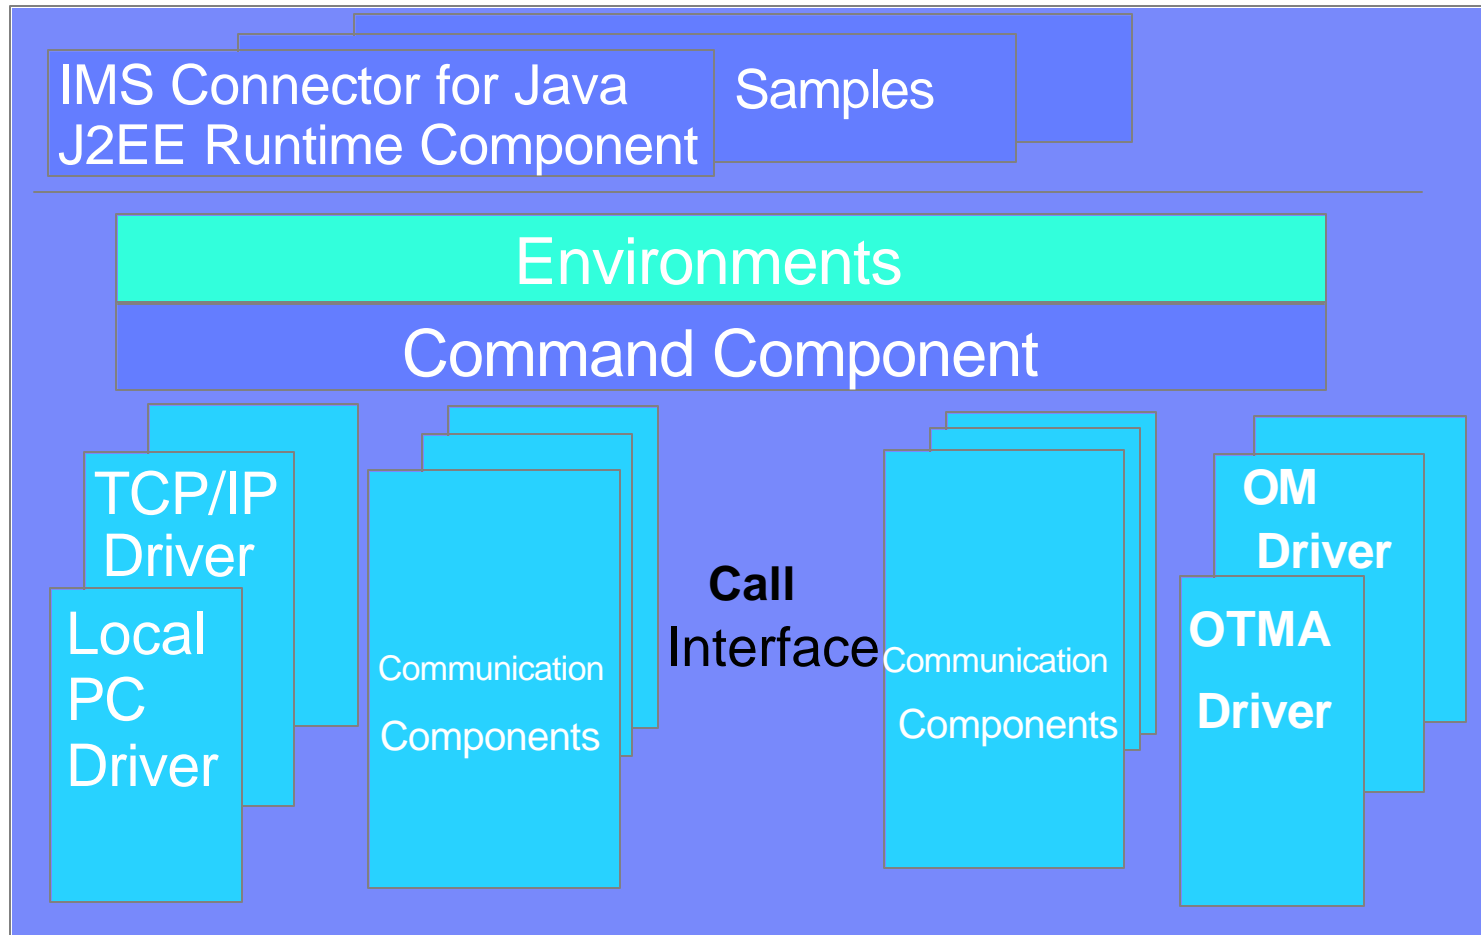 IMS Connector for Java
J2EE Runtime Component
Samples
Environments
Command Component
TCP/IP
Driver
Local
PC
Driver
Communication
Components
Call
Interface
Communication
Components
OM
Driver
OTMA
Driver